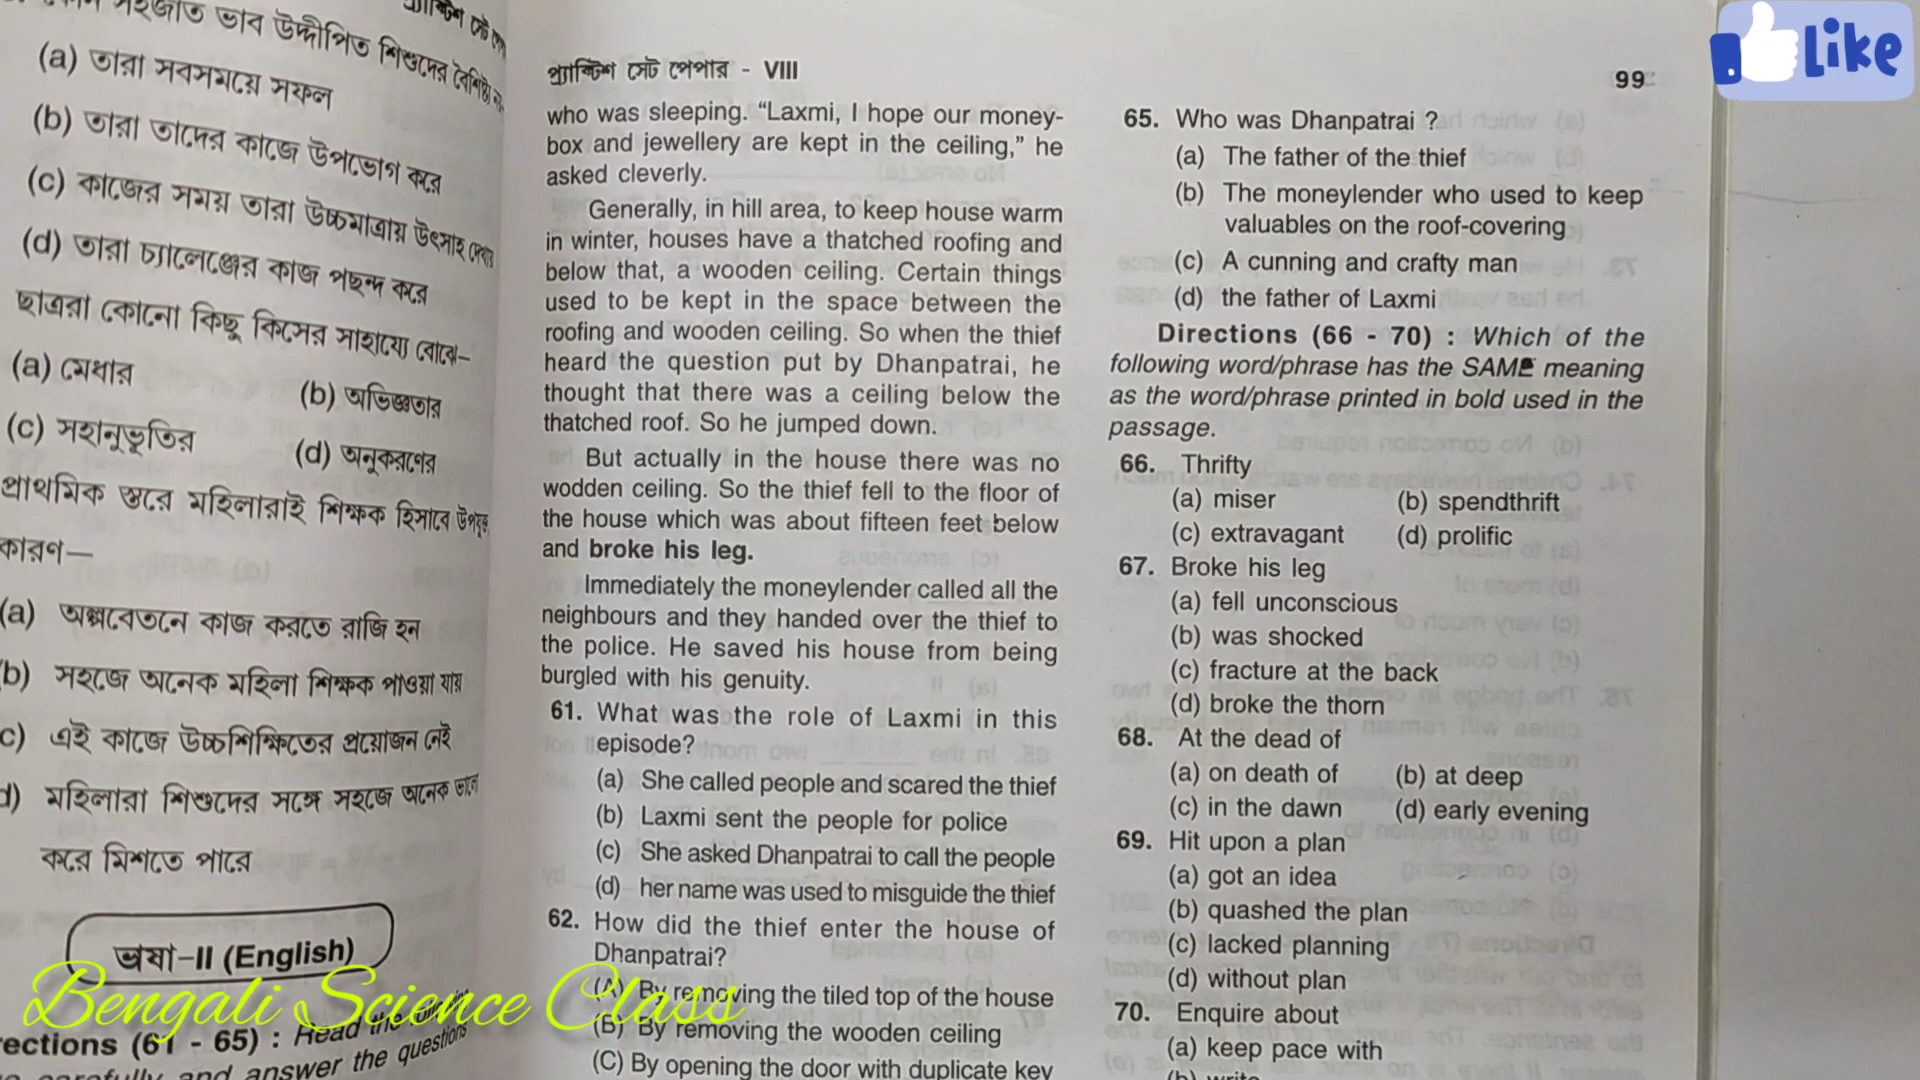 প্র্যাক্টিশ সেট
সহজাত ভাব উদ্দীপিত শিশুদের বৈশিষ্ট্য
(a) তারা সবসময়ে সফল
(b) তারা তাদের কাজে উপভোগ করে
(c) কাজের সময় তারা উচ্চমাত্রায় উৎসাহ দেখায়
(d) তারা চ্যালেঞ্জের কাজ পছন্দ করে
ছাত্ররা কোনো কিছু কিসের সাহায্যে বোঝে—
(a) মেধার
(b) অভিজ্ঞতার
(c) সহানুভূতির
(d) অনুকরণের
প্রাথমিক স্তরে মহিলারাই শিক্ষক হিসাবে উপযুক্ত
কারণ—
(a) অল্পবেতনে কাজ করতে রাজি হন
b) সহজে অনেক মহিলা শিক্ষক পাওয়া যায়
c) এই কাজে উচ্চশিক্ষিতের প্রয়োজন নেই
d) মহিলারা শিশুদের সঙ্গে সহজে অনেক ভালো
করে মিশতে পারে
ভাষা-II (English)
ections (61 - 65) : Read the
carefully and answer the questions
প্র্যাক্টিশ সেট পেপার - VIII
99
who was sleeping. “Laxmi, I hope our money-
box and jewellery are kept in the ceiling,” he
asked cleverly.
Generally, in hill area, to keep house warm
in winter, houses have a thatched roofing and
below that, a wooden ceiling. Certain things
used to be kept in the space between the
roofing and wooden ceiling. So when the thief
heard the question put by Dhanpatrai, he
thought that there was a ceiling below the
thatched roof. So he jumped down.
But actually in the house there was no
wodden ceiling. So the thief fell to the floor of
the house which was about fifteen feet below
and broke his leg.
Immediately the moneylender called all the
neighbours and they handed over the thief to
the police. He saved his house from being
burgled with his genuity.
61. What was the role of Laxmi in this
episode?
(a) She called people and scared the thief
(b) Laxmi sent the people for police
(c) She asked Dhanpatrai to call the people
(d) her name was used to misguide the thief
62. How did the thief enter the house of
Dhanpatrai?
(A) By removing the tiled top of the house
(B) By removing the wooden ceiling
(C) By opening the door with duplicate key
65. Who was Dhanpatrai ?
(a) The father of the thief
(b) The moneylender who used to keep
valuables on the roof-covering
(c) A cunning and crafty man
(d) the father of Laxmi
Directions (66 - 70) : Which of the
following word/phrase has the SAME meaning
as the word/phrase printed in bold used in the
passage.
66. Thrifty
(a) miser (b) spendthrift
(c) extravagant (d) prolific
67. Broke his leg
(a) fell unconscious
(b) was shocked
(c) fracture at the back
(d) broke the thorn
68. At the dead of
(a) on death of (b) at deep
(c) in the dawn (d) early evening
69. Hit upon a plan
(a) got an idea
(b) quashed the plan
(c) lacked planning
(d) without plan
70. Enquire about
(a) keep pace with
(b) write
Like
Bengali Science Class